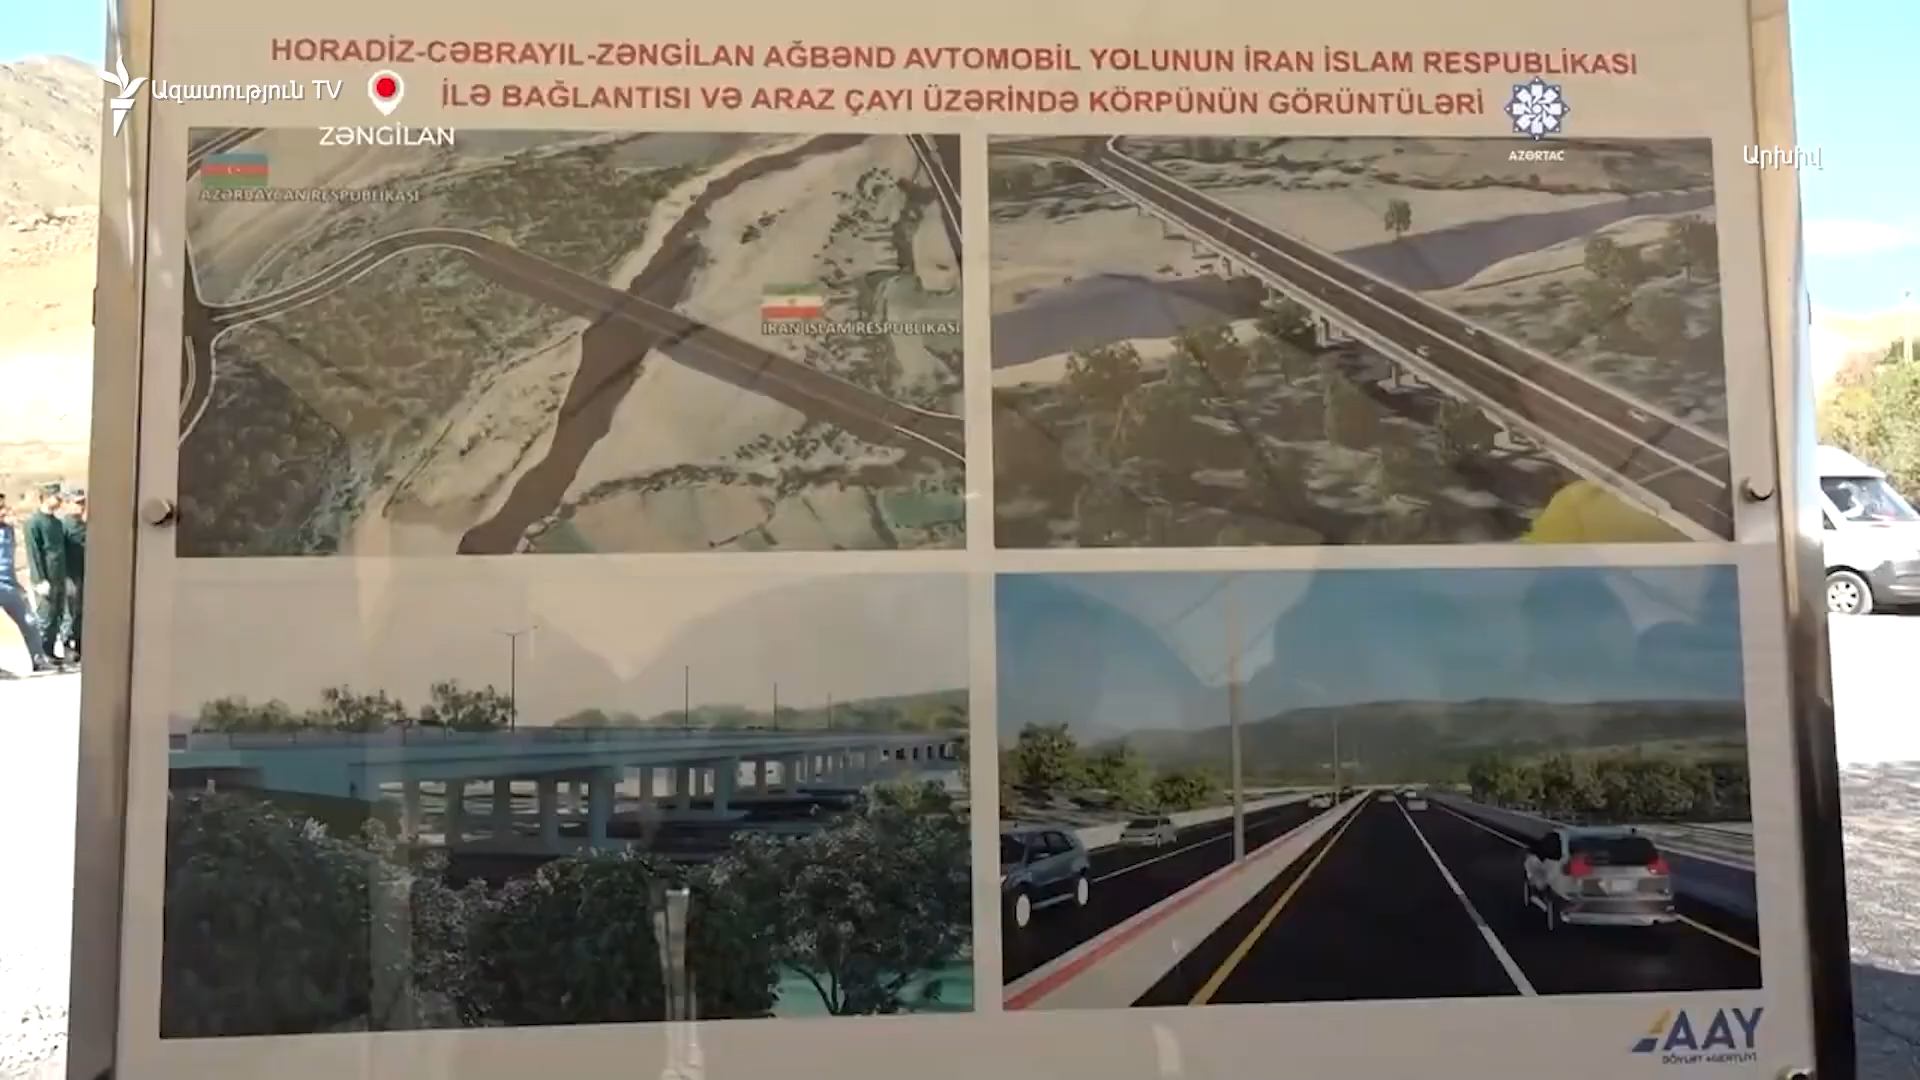 HORADİZ-CƏBRAYIL-ZƏNGİLAN AĞBƏND AVTOMOBİL YOLUNUN İRAN İSLAM RESPUBLİKASI
İLƏ BAĞLANTISI VƏ ARAZ ÇAYI ÜZƏRİNDƏ KÖRPÜNÜN GÖRÜNTÜLƏRİ
Ազատություն TV
ZƏNGİLAN
AZƏRTAC
Արխիվ
AZƏRBAYCAN RESPUBLİKASI
İRAN İSLAM RESPUBLİKASI
AAY
DÖVLƏT AGENTLİYİ